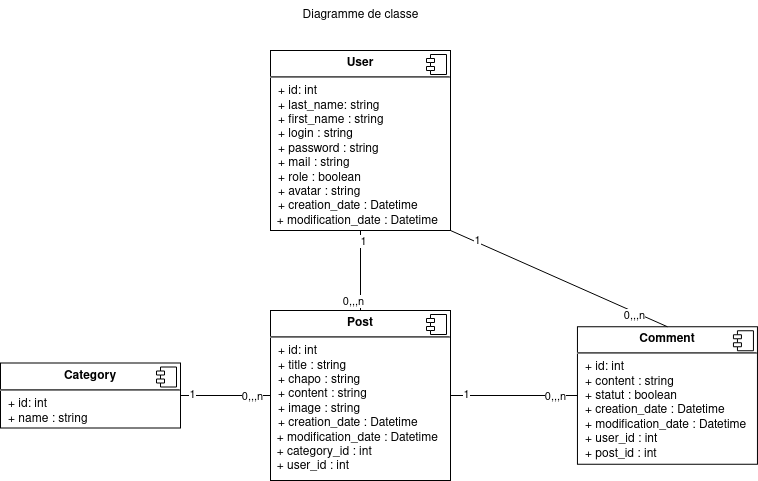 Diagramme de classe
User
+ id: int
+ last_name: string
+ first_name : string
+ login : string
+ password : string
+ mail : string
+ role : boolean
+ avatar : string
+ creation_date : Datetime
+ modification_date : Datetime
1
1
0,,,n
0,,,n
Post
+ id: int
+ title : string
+ chapo : string
+ content : string
+ image : string
+ creation_date : Datetime
+ modification_date : Datetime
+ category_id : int
+ user_id : int
Comment
+ id: int
+ content : string
+ statut : boolean
+ creation_date : Datetime
+ modification_date : Datetime
+ user_id : int
+ post_id : int
Category
+ id: int
+ name : string
1
0,,,n
1
0,,,n